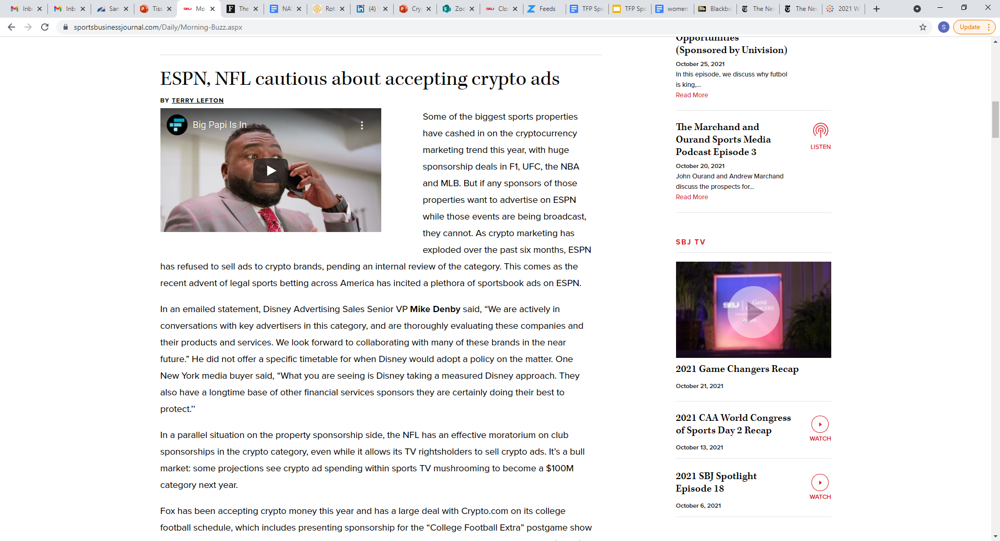 Inb
Inb
San
Tiss
Mo
The
NAS
Rot
(4)
Cry
Zoc
Clo
Feeds
TFP Spo
TFP Spo
women
Blackbo
The Nev
The Nev
2021 W
sportsbusinessjournal.com/Daily/Morning-Buzz.aspx
S
Update
ESPN, NFL cautious about accepting crypto ads
BY TERRY LEFTON
Big Papi Is In
Some of the biggest sports properties
have cashed in on the cryptocurrency
marketing trend this year, with huge
sponsorship deals in F1, UFC, the NBA
and MLB. But if any sponsors of those
properties want to advertise on ESPN
while those events are being broadcast,
they cannot. As crypto marketing has
exploded over the past six months, ESPN
has refused to sell ads to crypto brands, pending an internal review of the category. This comes as the
recent advent of legal sports betting across America has incited a plethora of sportsbook ads on ESPN.
In an emailed statement, Disney Advertising Sales Senior VP Mike Denby said, “We are actively in
conversations with key advertisers in this category, and are thoroughly evaluating these companies and
their products and services. We look forward to collaborating with many of these brands in the near
future.” He did not offer a specific timetable for when Disney would adopt a policy on the matter. One
New York media buyer said, “What you are seeing is Disney taking a measured Disney approach. They
also have a longtime base of other financial services sponsors they are certainly doing their best to
protect.’’
In a parallel situation on the property sponsorship side, the NFL has an effective moratorium on club
sponsorships in the crypto category, even while it allows its TV rightsholders to sell crypto ads. It’s a bull
market: some projections see crypto ad spending within sports TV mushrooming to become a $100M
category next year.
Fox has been accepting crypto money this year and has a large deal with Crypto.com on its college
football schedule, which includes presenting sponsorship for the “College Football Extra” postgame show
Opportunities
(Sponsored by Univision)
October 25, 2021
In this episode, we discuss why futbol
is king,...
Read More
The Marchand and
Ourand Sports Media
Podcast Episode 3
LISTEN
October 20, 2021
John Ourand and Andrew Marchand
discuss the prospects for...
Read More
SBJ TV
SBJ GAME
CHANGERS
2021 Game Changers Recap
October 21, 2021
2021 CAA World Congress
of Sports Day 2 Recap
WATCH
October 13, 2021
2021 SBJ Spotlight
Episode 18
WATCH
October 6, 2021